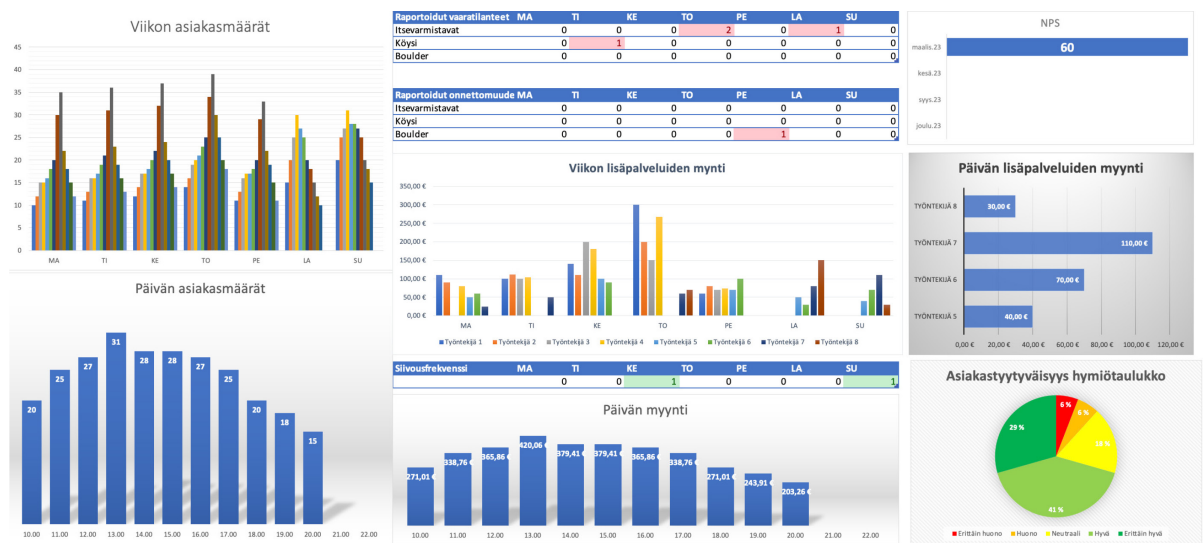 Viikon asiakasmäärät
45
40
35
30
25
20
15
10
5
0
MA TI KE TO PE LA SU
Päivän asiakasmäärät
20 25 27 31 28 28 27 25 20 18 15
10.00 11.00 12.00 13.00 14.00 15.00 16.00 17.00 18.00 19.00 20.00 21.00 22.00
Raportoidut vaaratilanteet MA TI KE TO PE LA SU
Itsevarmistavat 0 0 0 2 0 1 0
Köysi 0 1 0 0 0 0 0
Boulder 0 0 0 0 0 0 0
Raportoidut onnettomuude MA TI KE TO PE LA SU
Itsevarmistavat 0 0 0 0 0 0 0
Köysi 0 0 0 0 0 0 0
Boulder 0 0 0 0 1 0 0
Viikon lisäpalveluiden mynti
350,00 €
300,00 €
250,00 €
200,00 €
150,00 €
100,00 €
50,00 €
0,00 €
MA TI KE TO PE LA SU
Työntekijä 1 Työntekijä 2 Työntekijä 3 Työntekijä 4 Työntekijä 5 Työntekijä 6 Työntekijä 7 Työntekijä 8
Siivousfrekvenssi MA TI KE TO PE LA SU
0 0 1 0 0 0 1
Päivän myynti
271,01 € 338,76 € 365,86 € 420,06 € 379,41 € 379,41 € 365,86 € 338,76 € 271,01 € 243,91 € 203,26 €
10.00 11.00 12.00 13.00 14.00 15.00 16.00 17.00 18.00 19.00 20.00 21.00 22.00
NPS
maalis.23 60
kesä.23
syys.23
joulu.23
Päivän lisäpalveluiden myynti
TYÖNTEKIJÄ 8 30,00 €
TYÖNTEKIJÄ 7 110,00 €
TYÖNTEKIJÄ 6 70,00 €
TYÖNTEKIJÄ 5 40,00 €
0,00 € 20,00 € 40,00 € 60,00 € 80,00 € 100,00 € 120,00 €
Asiakastyytyväisyys hymiötaulukko
6 %
6 %
29 %
41 %
Erittäin huono Huono Neutraali Hyvä Erittäin hyvä